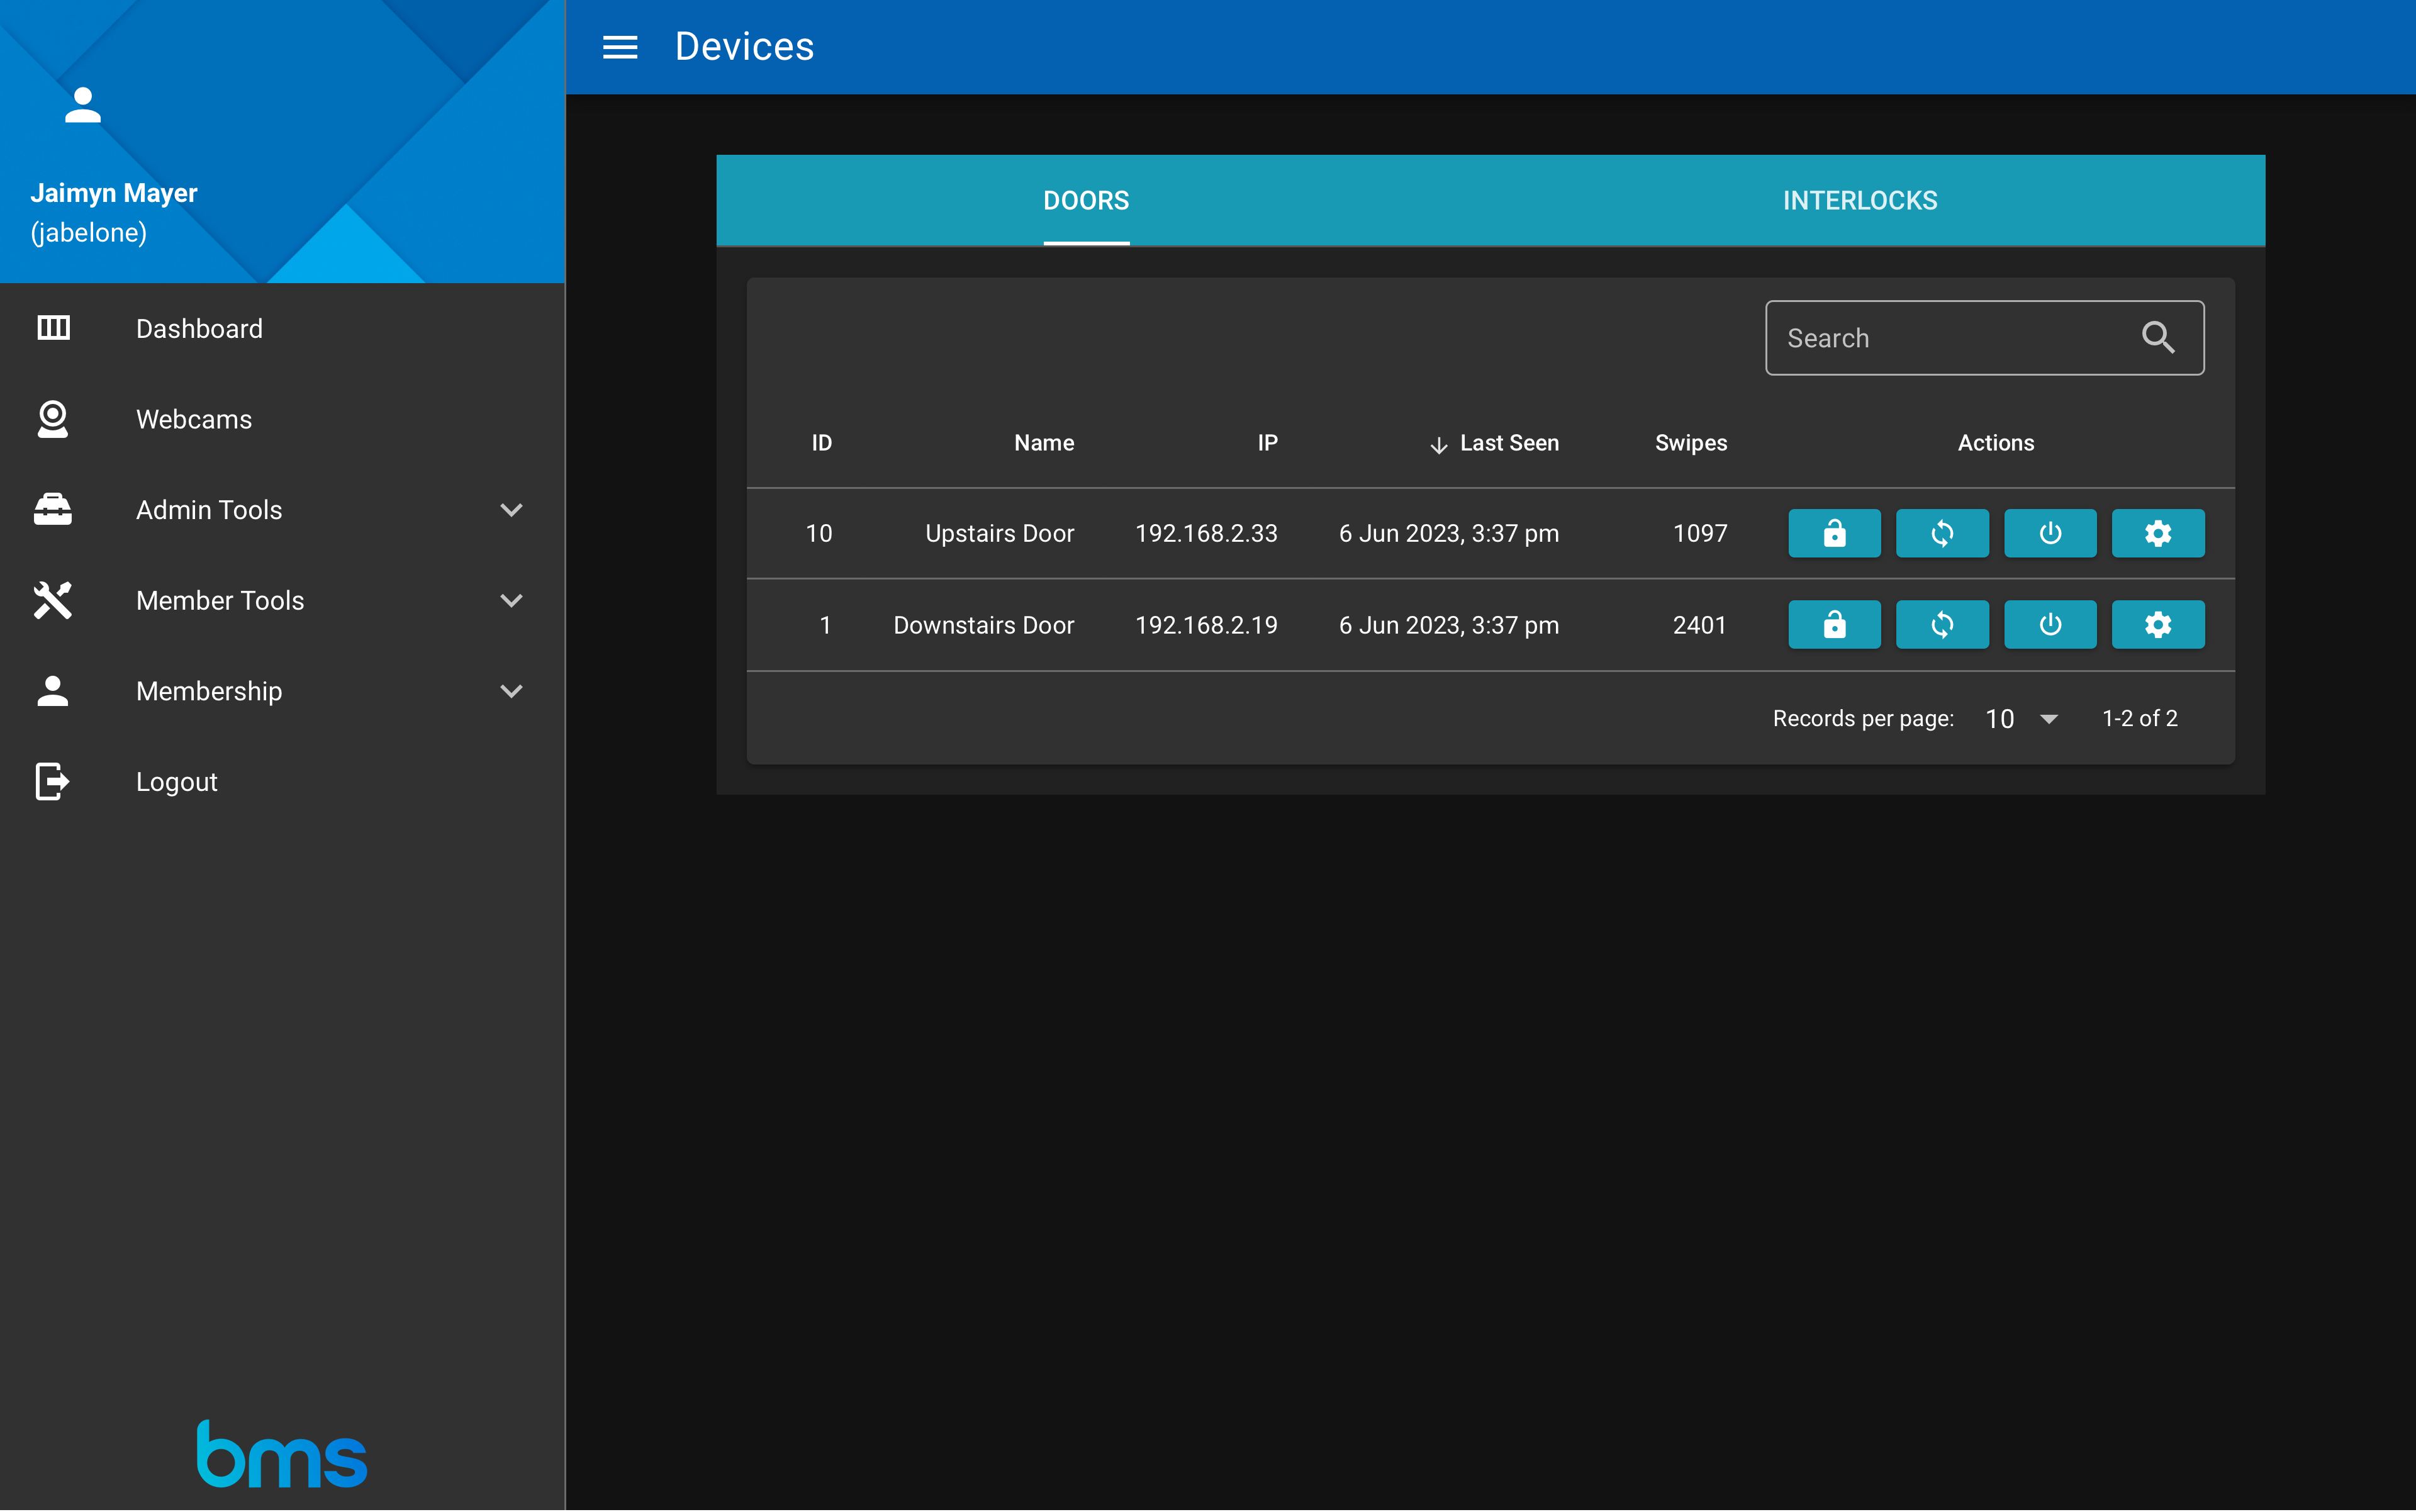 Jaimyn Mayer
(jabelone)
Dashboard
Webcams
Admin Tools
Member Tools
Membership
Logout
bms
Devices
DOORS INTERLOCKS
Search
ID Name IP Last Seen Swipes Actions
10 Upstairs Door 192.168.2.33 6 Jun 2023, 3:37 pm 1097
1 Downstairs Door 192.168.2.19 6 Jun 2023, 3:37 pm 2401
Records per page: 10 1-2 of 2